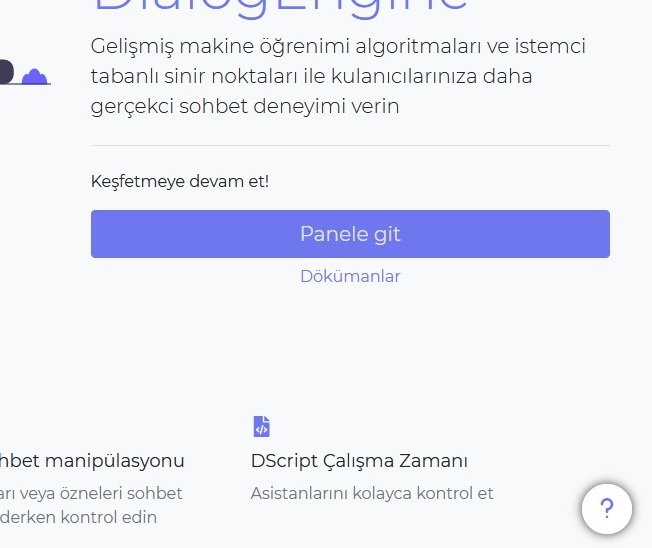 DialogEngine
Gelişmiş makine öğrenimi algoritmaları ve istemci
tabanlı sinir noktaları ile kulanıcılarınıza daha
gerçekci sohbet deneyimi verin
Keşfetmeye devam et!
Panele git
Dökümanlar
hbet manipülasyonu
arı veya özneleri sohbet
derken kontrol edin
DScript Çalışma Zamanı
Asistanlarını kolayca kontrol et
?